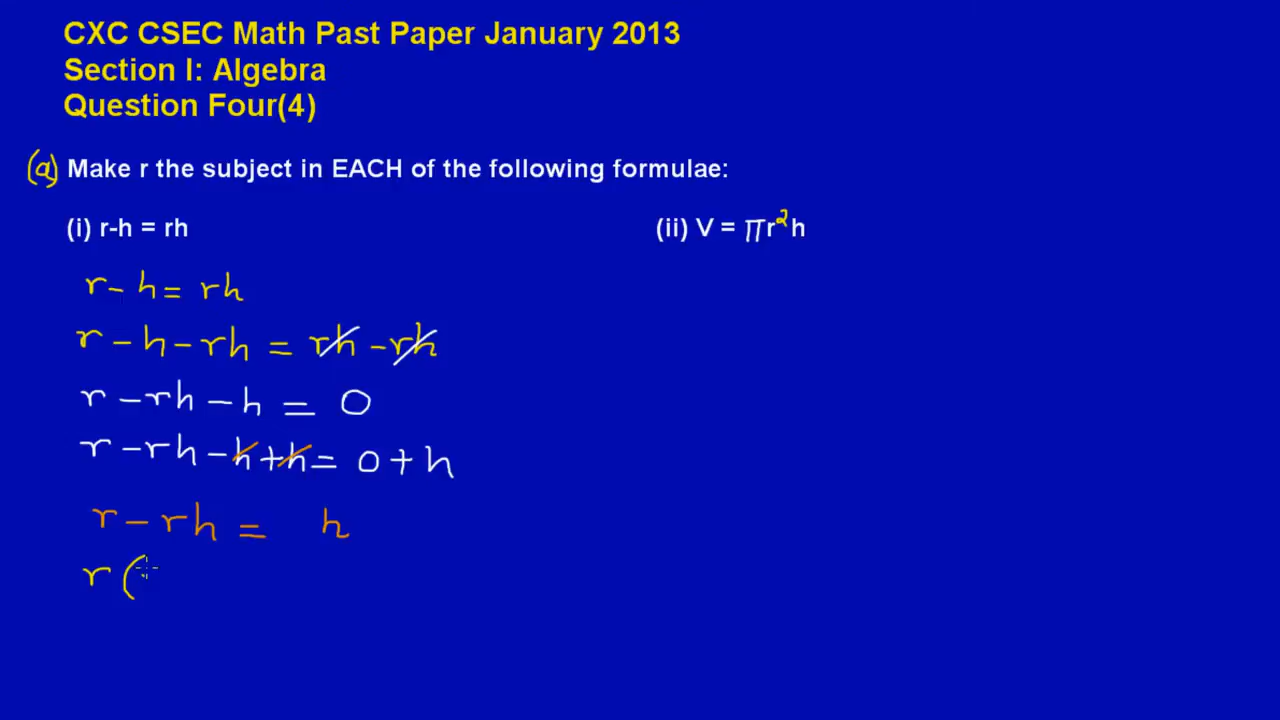 CXC CSEC Math Past Paper January 2013
Section I: Algebra
Question Four(4)
(a) Make r the subject in EACH of the following formulae:
(i) r-h = rh
(ii) V = πr²h
r - h = rh
r - h - rh = rh - rh
r - rh - h = 0
r - rh - h + h = 0 + h
r - rh = h
r (